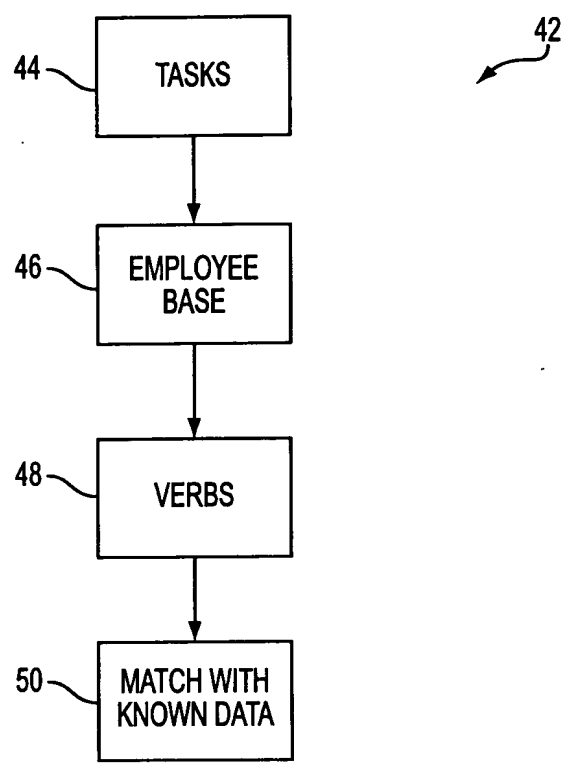 42
44
TASKS
46
EMPLOYEE
BASE
48
VERBS
50
MATCH WITH
KNOWN DATA